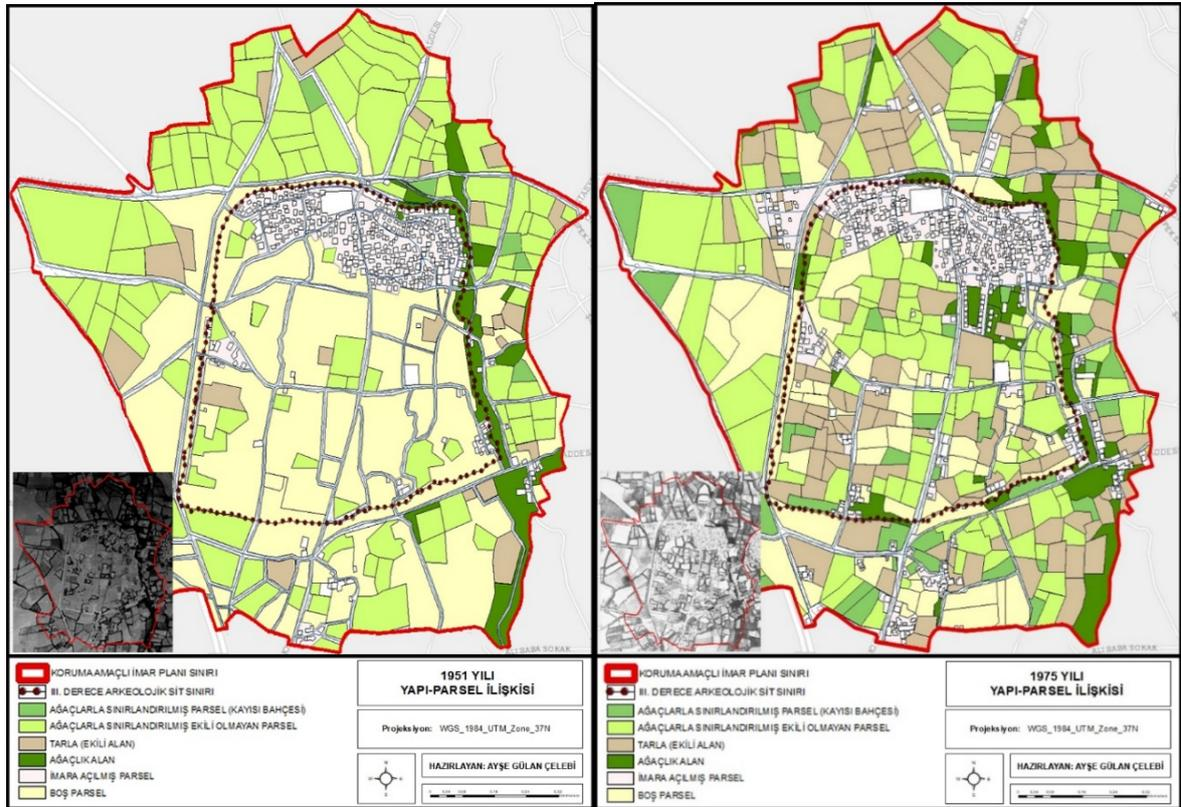 ALİ BABA SOKAK
KORUMA AMAÇLI İMAR PLANI SINIRI
III. DERECE ARKEOLOJİK SİT SINIRI
AĞAÇLARLA SINIRLANDIRILMIŞ PARSEL (KAYISI BAHÇESİ)
AĞAÇLARLA SINIRLANDIRILMIŞ EKİLİ OLMAYAN PARSEL
TARLA (EKİLİ ALAN)
AĞAÇLIK ALAN
İMARA AÇILMIŞ PARSEL
BOŞ PARSEL
1951 YILI
YAPI-PARSEL İLİŞKİSİ
Projeksiyon: WGS_1984_UTM_Zone_37N
HAZIRLAYAN: AYŞE GÜLAN ÇELEBİ
KORUMA AMAÇLI İMAR PLANI SINIRI
III. DERECE ARKEOLOJİK SİT SINIRI
AĞAÇLARLA SINIRLANDIRILMIŞ PARSEL (KAYISI BAHÇESİ)
AĞAÇLARLA SINIRLANDIRILMIŞ EKİLİ OLMAYAN PARSEL
TARLA (EKİLİ ALAN)
AĞAÇLIK ALAN
İMARA AÇILMIŞ PARSEL
BOŞ PARSEL
1975 YILI
YAPI-PARSEL İLİŞKİSİ
Projeksiyon: WGS_1984_UTM_Zone_37N
HAZIRLAYAN: AYŞE GÜLAN ÇELEBİ